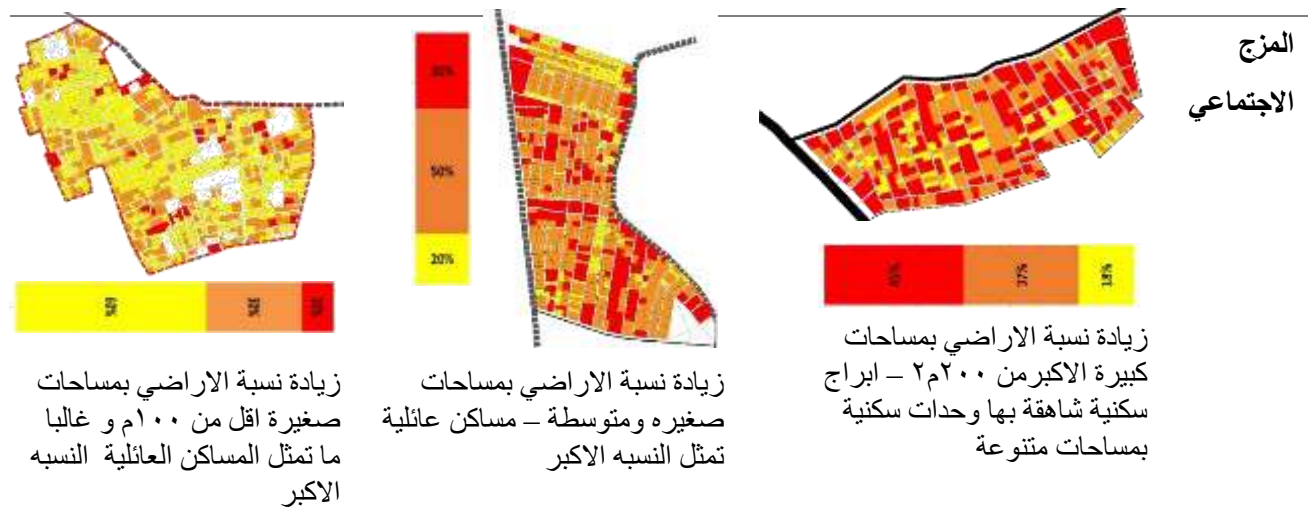 المزج
الاجتماعي
45%
37%
18%
زيادة نسبة الاراضي بمساحات
كبيرة الاكبرمن ٢٠٠م٢ – ابراج
سكنية شاهقة بها وحدات سكنية
بمساحات متنوعة
30%
50%
20%
زيادة نسبة الاراضي بمساحات
صغيره ومتوسطة – مساكن عائلية
تمثل النسبه الاكبر
زيادة نسبة الاراضي بمساحات
صغيرة اقل من ١٠٠م و غالبا
ما تمثل المساكن العائلية النسبه
الاكبر